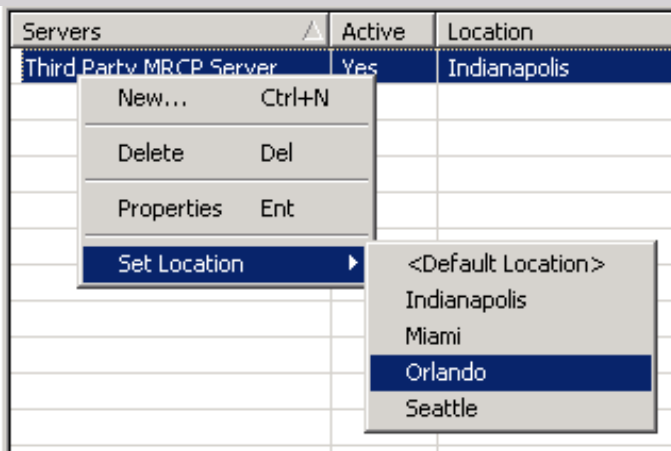 Servers Active Location
Third Party MRCP Server Yes Indianapolis
New... Ctrl+N
Delete Del
Properties Ent
Set Location
<Default Location>
Indianapolis
Miami
Orlando
Seattle